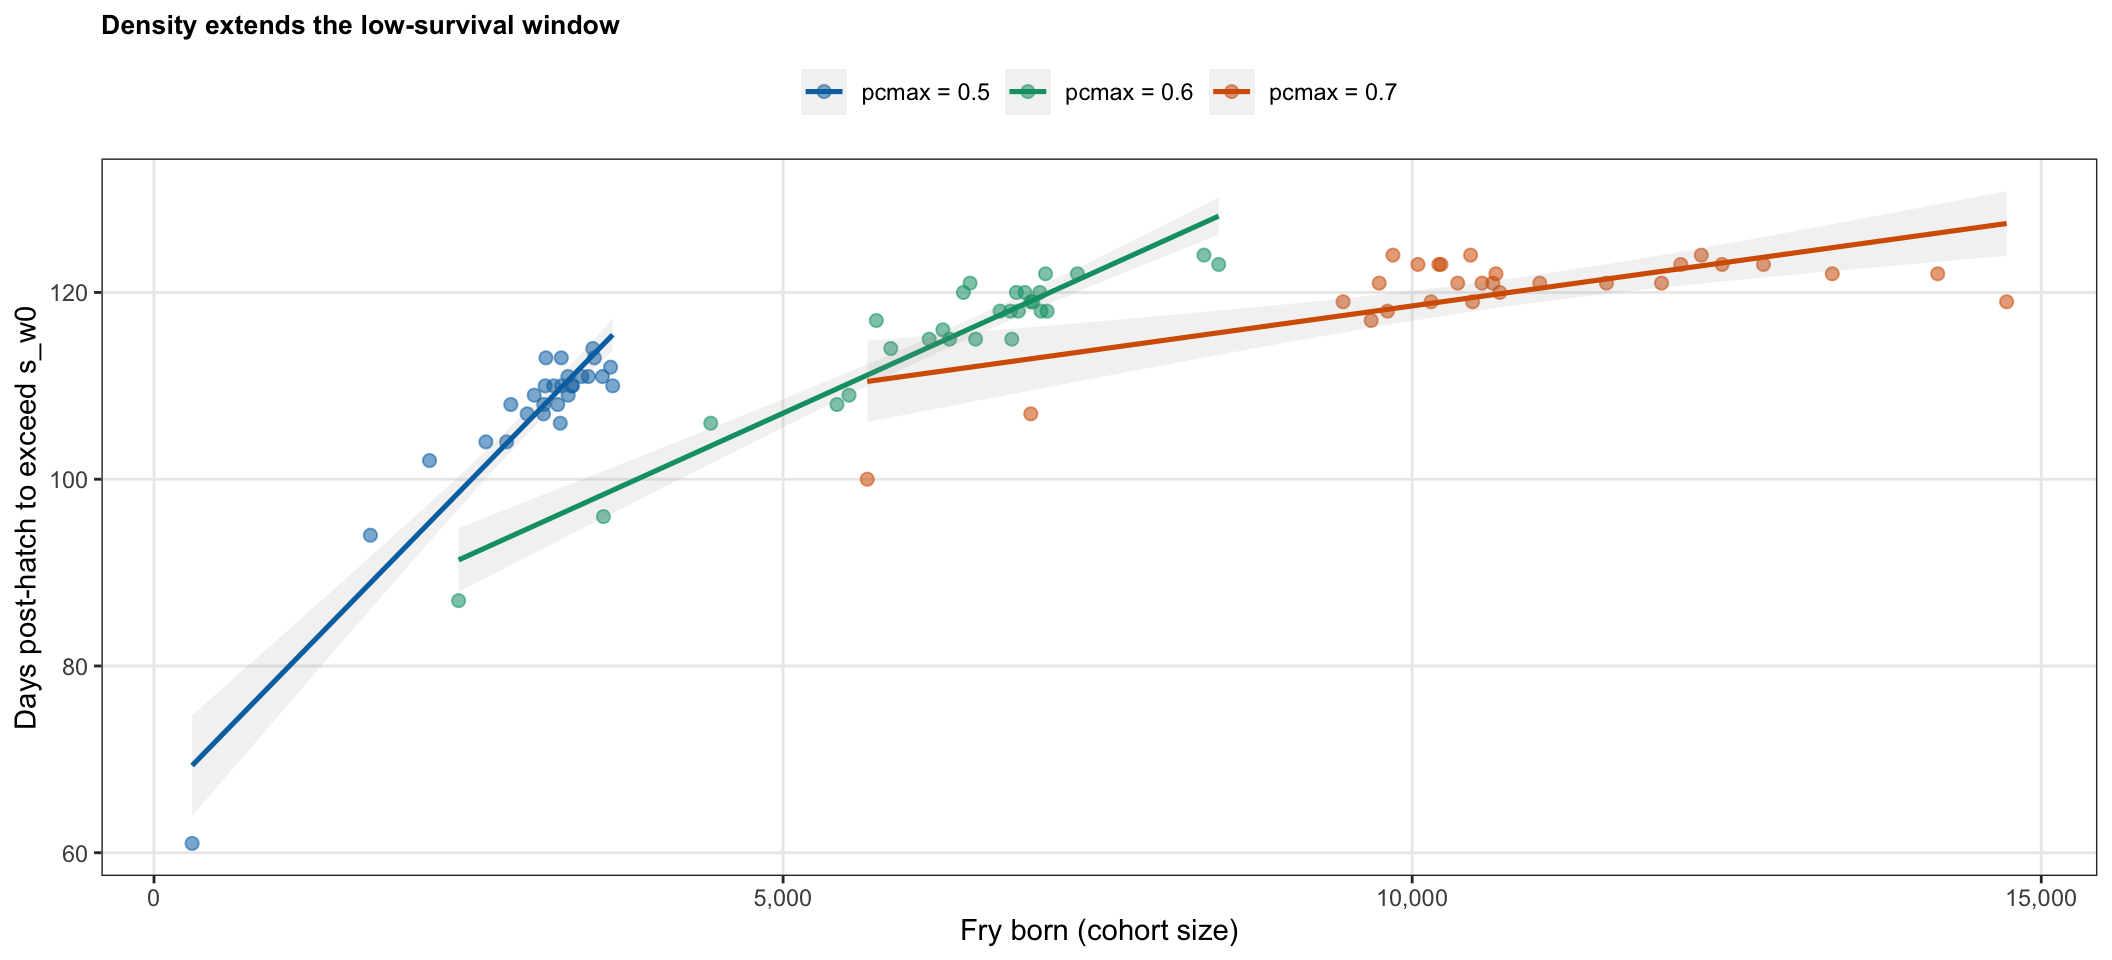 Density extends the low-survival window
pcmax = 0.5 pcmax = 0.6 pcmax = 0.7
Days post-hatch to exceed s_w0
120
100
80
60
0 5,000 10,000 15,000
Fry born (cohort size)